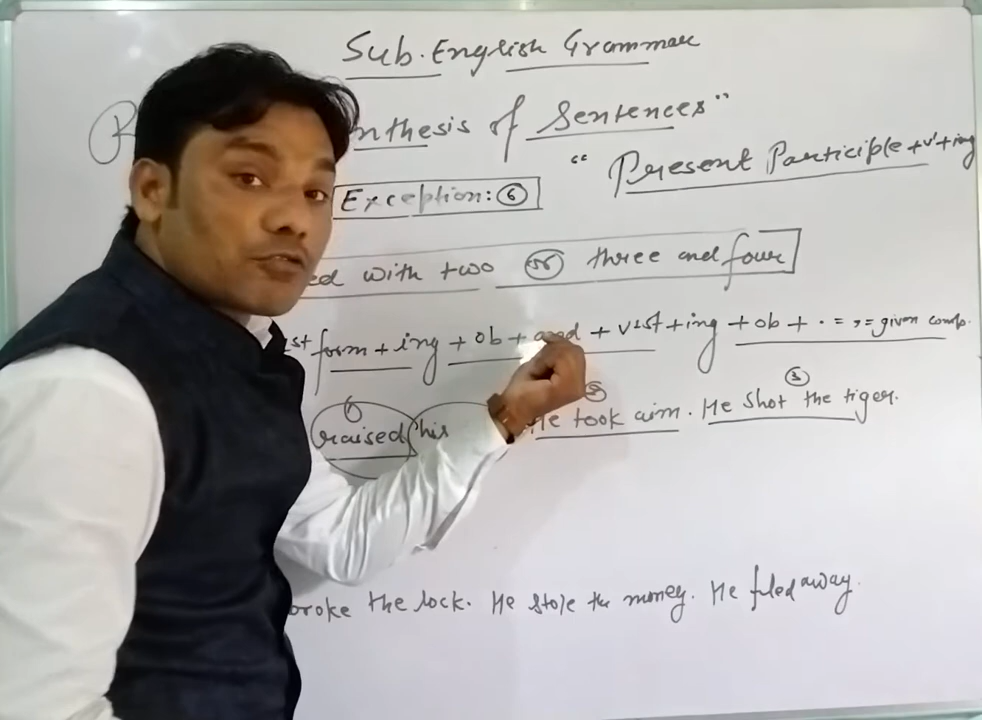 Sub. English Grammar
nthesis of Sentences"
" Present Participle + v' + ing
Exception: 6
ed with two or three and four
1st form + ing + ob + and + v1st + ing + ob + . = , = given comp.
raised his He took aim. He shot the tiger.
broke the lock. He stole the money. He fled away.